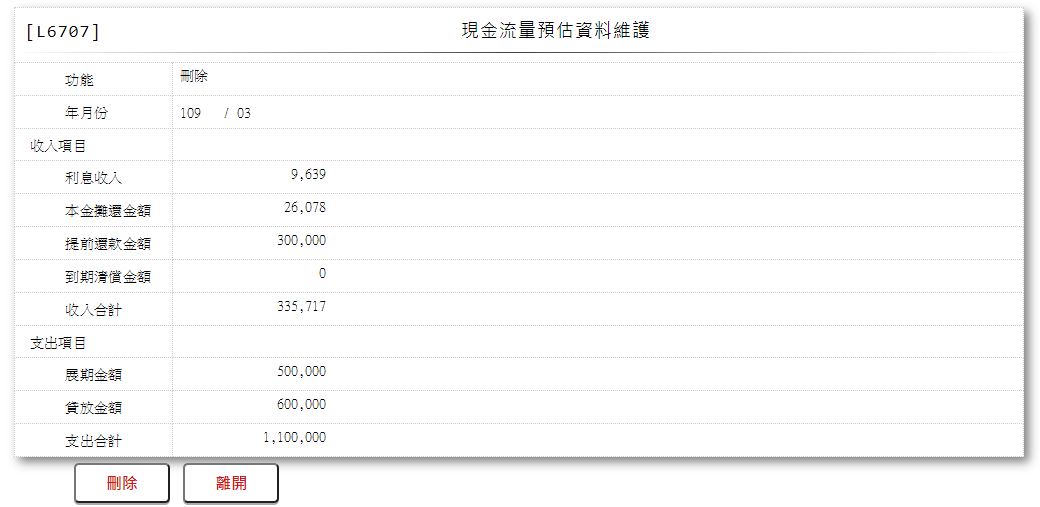 [L6707] 現金流量預估資料維護
功能 刪除
年月份 109 / 03
收入項目
利息收入 9,639
本金攤還金額 26,078
提前還款金額 300,000
到期清償金額 0
收入合計 335,717
支出項目
展期金額 500,000
貸放金額 600,000
支出合計 1,100,000
刪除 離開